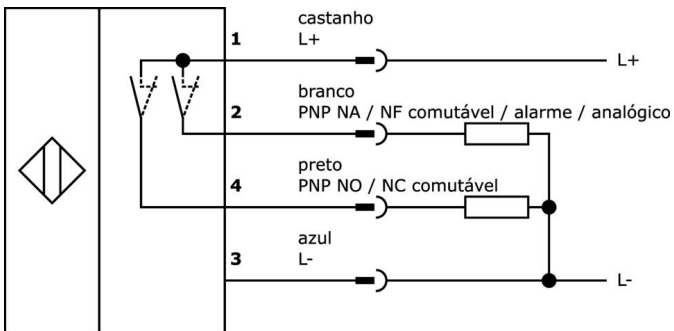 castanho
1 L+ L+
branco
2 PNP NA / NF comutável / alarme / analógico
preto
4 PNP NO / NC comutável
azul
3 L- L-